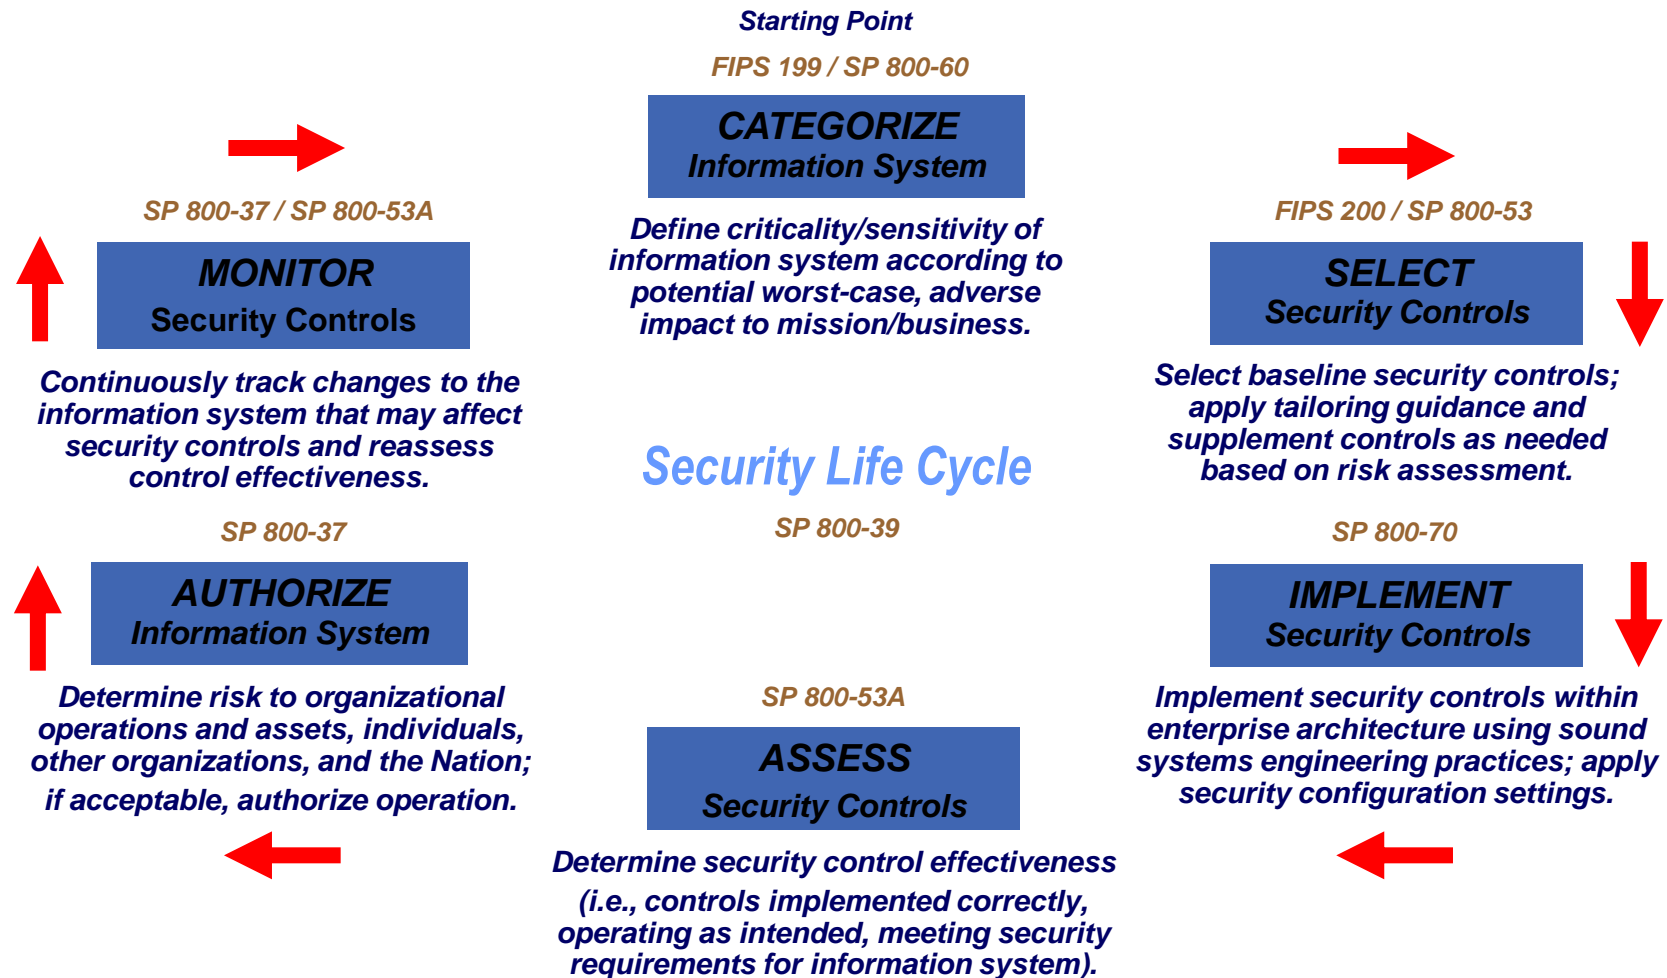 Starting Point
FIPS 199 / SP 800-60
CATEGORIZE
Information System
Define criticality/sensitivity of
information system according to
potential worst-case, adverse
impact to mission/business.
FIPS 200 / SP 800-53
SELECT
Security Controls
Select baseline security controls;
apply tailoring guidance and
supplement controls as needed
based on risk assessment.
SP 800-70
IMPLEMENT
Security Controls
Implement security controls within
enterprise architecture using sound
systems engineering practices; apply
security configuration settings.
SP 800-53A
ASSESS
Security Controls
Determine security control effectiveness
(i.e., controls implemented correctly,
operating as intended, meeting security
requirements for information system).
SP 800-37
AUTHORIZE
Information System
Determine risk to organizational
operations and assets, individuals,
other organizations, and the Nation;
if acceptable, authorize operation.
SP 800-37 / SP 800-53A
MONITOR
Security Controls
Continuously track changes to the
information system that may affect
security controls and reassess
control effectiveness.
Security Life Cycle
SP 800-39